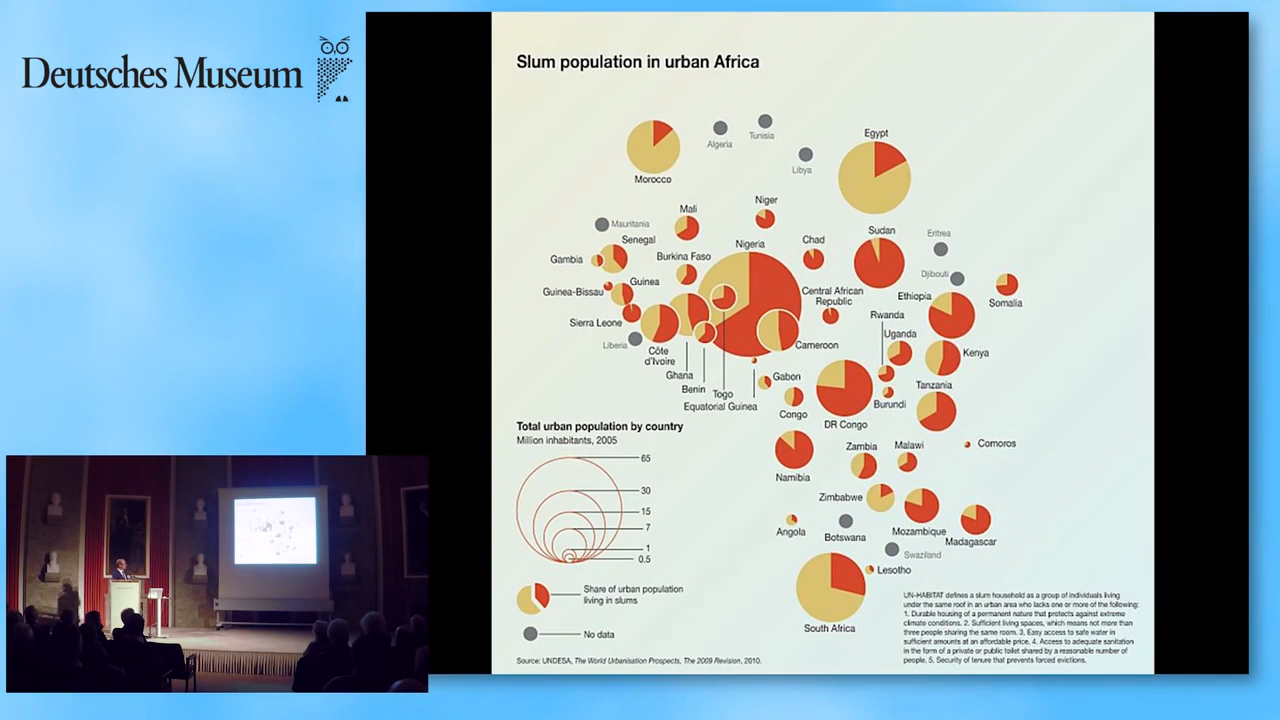 Deutsches Museum
Slum population in urban Africa
Egypt
Algeria
Tunisia
Libya
Morocco
Niger
Mali
Mauritania
Senegal
Nigeria
Chad
Sudan
Eritrea
Gambia
Burkina Faso
Djibouti
Guinea
Guinea-Bissau
Central African
Republic
Ethiopia
Somalia
Sierra Leone
Rwanda
Uganda
Liberia
Côte
d'Ivoire
Cameroon
Kenya
Ghana
Gabon
Benin
Togo
Tanzania
Equatorial Guinea
Congo
Burundi
DR Congo
Total urban population by country
Million inhabitants, 2005
65
30
15
7
1
0.5
Zambia
Malawi
Comoros
Namibia
Zimbabwe
Angola
Botswana
Mozambique
Madagascar
Swaziland
Lesotho
South Africa
Share of urban population
living in slums
No data
UN-HABITAT defines a slum household as a group of individuals living
under the same roof in an urban area who lacks one or more of the following:
1. Durable housing of a permanent nature that protects against extreme
climate conditions. 2. Sufficient living spaces, which means not more than
three people sharing the same room. 3. Easy access to safe water in
sufficient amounts at an affordable price. 4. Access to adequate sanitation
in the form of a private or public toilet shared by a reasonable number of
people. 5. Security of tenure that prevents forced evictions.
Source: UNDESA, The World Urbanisation Prospects, The 2009 Revision, 2010.